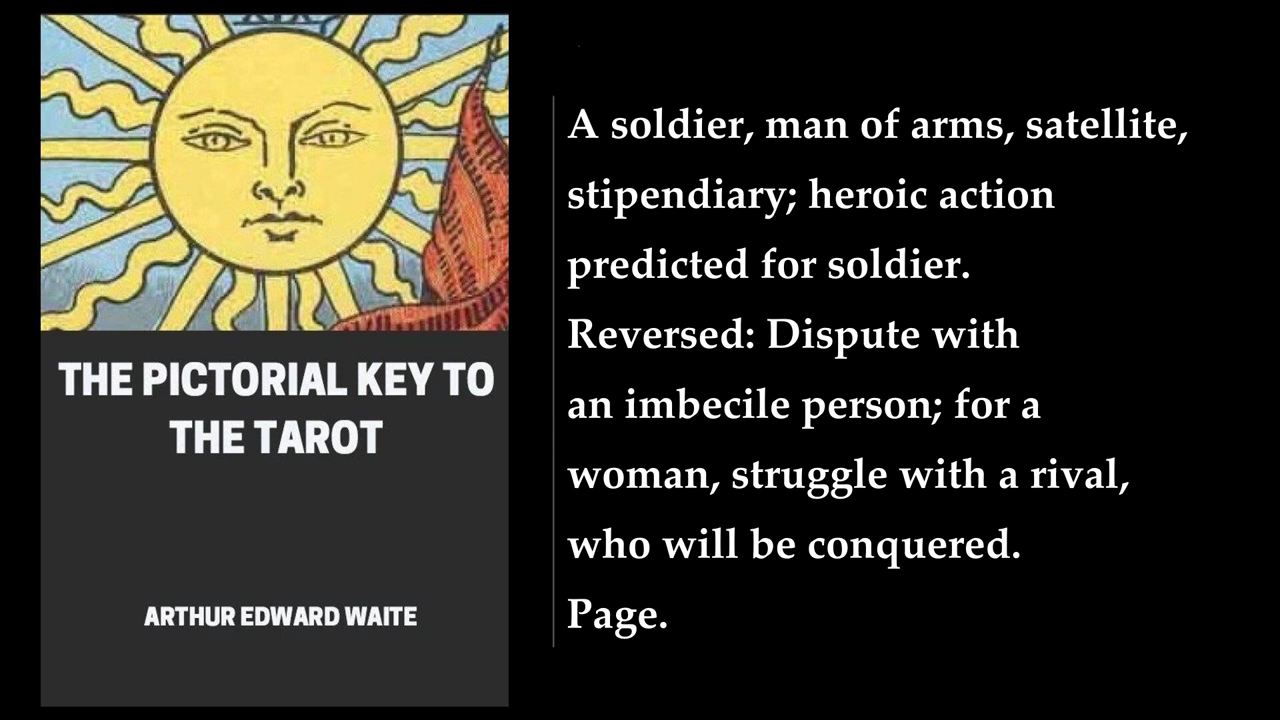 XIX
THE PICTORIAL KEY TO
THE TAROT
ARTHUR EDWARD WAITE
A soldier, man of arms, satellite,
stipendiary; heroic action
predicted for soldier.
Reversed: Dispute with
an imbecile person; for a
woman, struggle with a rival,
who will be conquered.
Page.